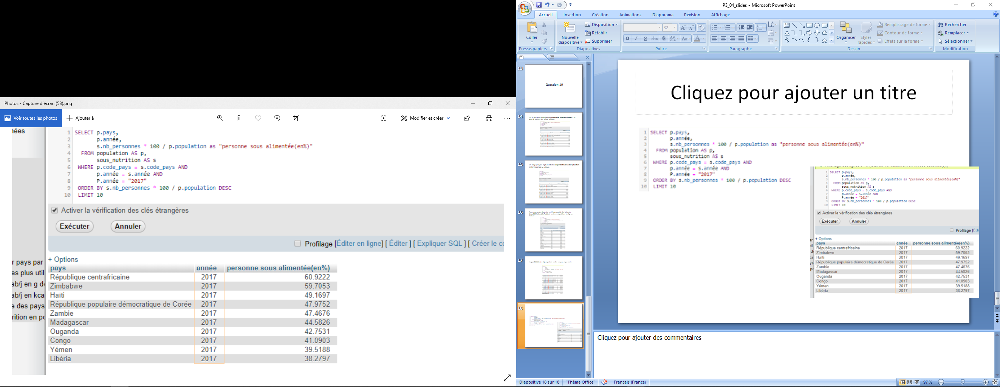 Photos - Capture d'écran (53).png
Voir toutes les photos
Ajouter à
Modifier et créer
nées
1 SELECT p.pays,
2 p.année,
3 s.nb_personnes * 100 / p.population as "personne sous alimentée(en%)"
4 FROM population AS p,
5 sous_nutrition AS s
6 WHERE p.code_pays = s.code_pays AND
7 p.année = s.année AND
8 P.année = "2017"
9 ORDER BY s.nb_personnes * 100 / p.population DESC
10 LIMIT 10
Activer la vérification des clés étrangères
Exécuter Annuler
Profilage [Éditer en ligne] [ Éditer ] [ Expliquer SQL ] [ Créer le co
r pays par
es plus util
ab/j en g de
ab/j en kca
e des pays
rition en po
+ Options
pays année personne sous alimentée(en%)
République centrafricaine 2017 60.9222
Zimbabwe 2017 59.7053
Haïti 2017 49.1697
République populaire démocratique de Corée 2017 47.9752
Zambie 2017 47.4676
Madagascar 2017 44.5826
Ouganda 2017 42.7531
Congo 2017 41.0903
Yémen 2017 39.5188
Libéria 2017 38.2797
P3_04_slides - Microsoft PowerPoint
Accueil Insertion Création Animations Diaporama Révision Affichage
Coller
Nouvelle diapositive
Disposition
Rétablir
Supprimer
32
G I S abc S AV Aa A
Organiser
Styles rapides
Remplissage de forme
Contour de forme
Effets sur la forme
Rechercher
Remplacer
Sélectionner
Presse-papiers Diapositives Police Paragraphe Dessin Modification
13
Question 19
14
15
16
17
18
Cliquez pour ajouter un titre
1 SELECT p.pays,
2 p.année,
3 s.nb_personnes * 100 / p.population as "personne sous alimentée(en%)"
4 FROM population AS p,
5 sous_nutrition AS s
6 WHERE p.code_pays = s.code_pays AND
7 p.année = s.année AND
8 P.année = "2017"
9 ORDER BY s.nb_personnes * 100 / p.population DESC
10 LIMIT 10
1 SELECT p.pays,
2 p.année,
3 s.nb_personnes * 100 / p.population as "personne sous alimentée(en%)"
4 FROM population AS p,
5 sous_nutrition AS s
6 WHERE p.code_pays = s.code_pays AND
7 p.année = s.année AND
8 P.année = "2017"
9 ORDER BY s.nb_personnes * 100 / p.population DESC
10 LIMIT 10
Activer la vérification des clés étrangères
Exécuter Annuler
Profilage [Édi
+ Options
pays année personne sous alimentée(en%)
République centrafricaine 2017 60.9222
Zimbabwe 2017 59.7053
Haïti 2017 49.1697
République populaire démocratique de Corée 2017 47.9752
Zambie 2017 47.4676
Madagascar 2017 44.5826
Ouganda 2017 42.7531
Congo 2017 41.0903
Yémen 2017 39.5188
Libéria 2017 38.2797
Cliquez pour ajouter des commentaires
Diapositive 18 sur 18 "Thème Office" Français (France) 97 %